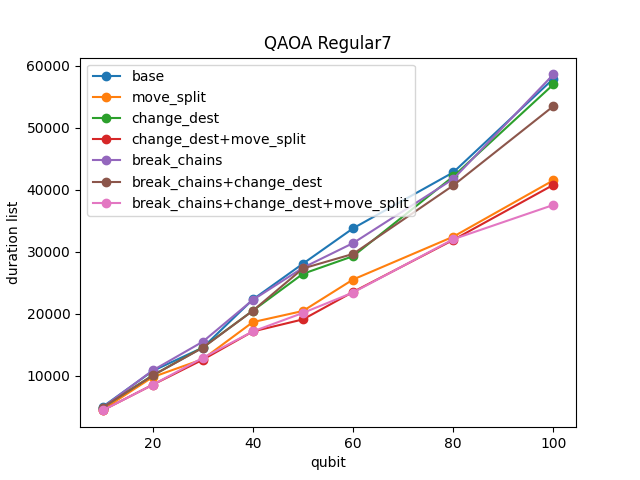 QAOA Regular7
60000
50000
40000
30000
20000
10000
duration list
base
move_split
change_dest
change_dest+move_split
break_chains
break_chains+change_dest
break_chains+change_dest+move_split
20
40
60
80
100
qubit